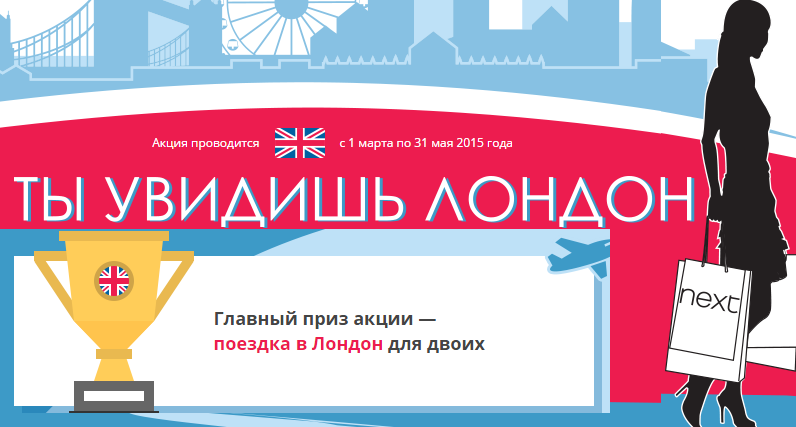 Акция проводится с 1 марта по 31 мая 2015 года
ТЫ УВИДИШЬ ЛОНДОН
next
Главный приз акции —
поездка в Лондон для двоих